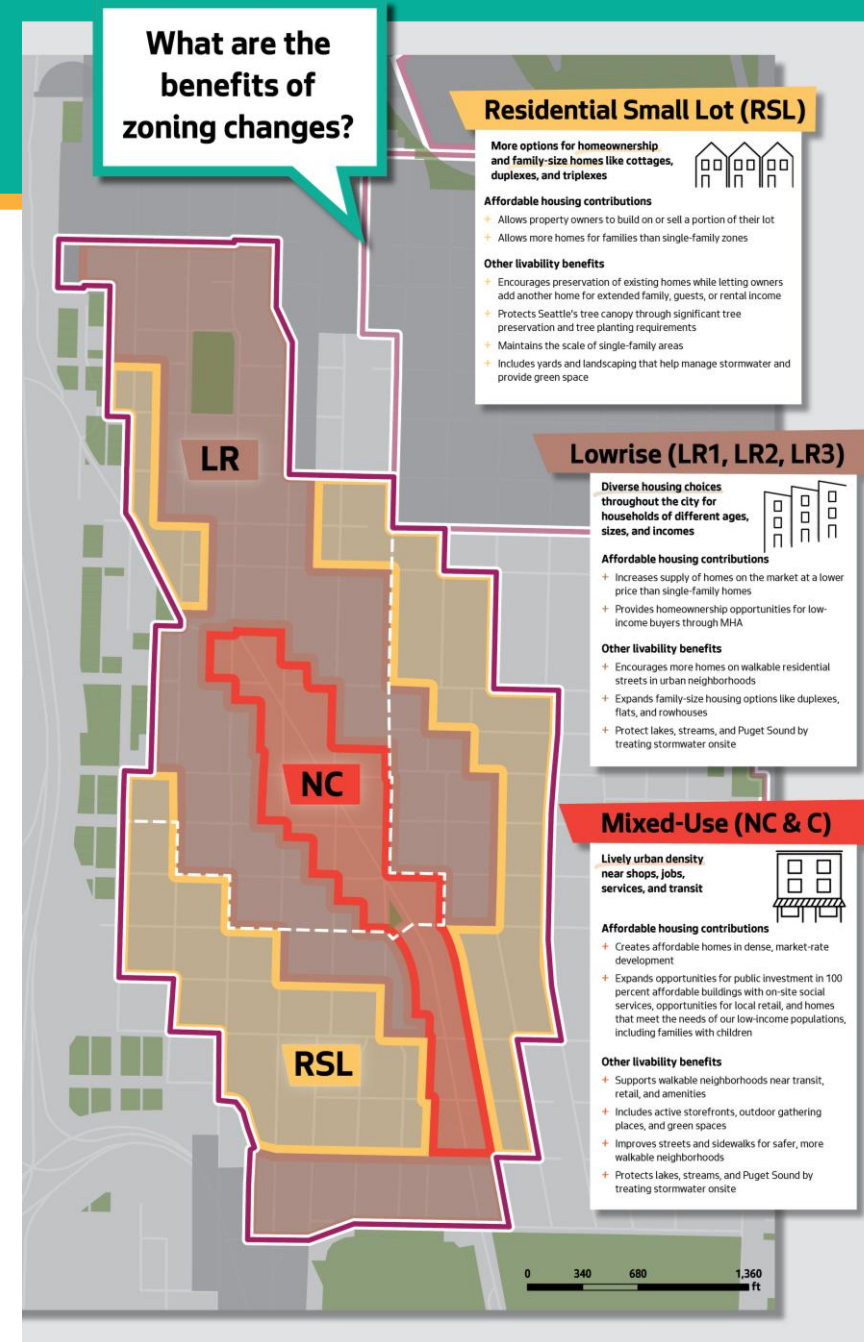 What are the
benefits of
zoning changes?
Residential Small Lot (RSL)
More options for homeownership
and family-size homes like cottages,
duplexes, and triplexes
Affordable housing contributions
+ Allows property owners to build on or sell a portion of their lot
+ Allows more homes for families than single-family zones
Other livability benefits
+ Encourages preservation of existing homes while letting owners
add another home for extended family, guests, or rental income
+ Protects Seattle's tree canopy through significant tree
preservation and tree planting requirements
+ Maintains the scale of single-family areas
+ Includes yards and landscaping that help manage stormwater and
provide green space
LR
Lowrise (LR1, LR2, LR3)
Diverse housing choices
throughout the city for
households of different ages,
sizes, and incomes
Affordable housing contributions
+ Increases supply of homes on the market at a lower
price than single-family homes
+ Provides homeownership opportunities for low-
income buyers through MHA
Other livability benefits
+ Encourages more homes on walkable residential
streets in urban neighborhoods
+ Expands family-size housing options like duplexes,
flats, and rowhouses
+ Protect lakes, streams, and Puget Sound by
treating stormwater onsite
NC
Mixed-Use (NC & C)
Lively urban density
near shops, jobs,
services, and transit
Affordable housing contributions
+ Creates affordable homes in dense, market-rate
development
+ Expands opportunities for public investment in 100
percent affordable buildings with on-site social
services, opportunities for local retail, and homes
that meet the needs of our low-income populations,
including families with children
Other livability benefits
+ Supports walkable neighborhoods near transit,
retail, and amenities
+ Includes active storefronts, outdoor gathering
places, and green spaces
+ Improves streets and sidewalks for safer, more
walkable neighborhoods
+ Protects lakes, streams, and Puget Sound by
treating stormwater onsite
RSL
0 340 680 1,360
ft